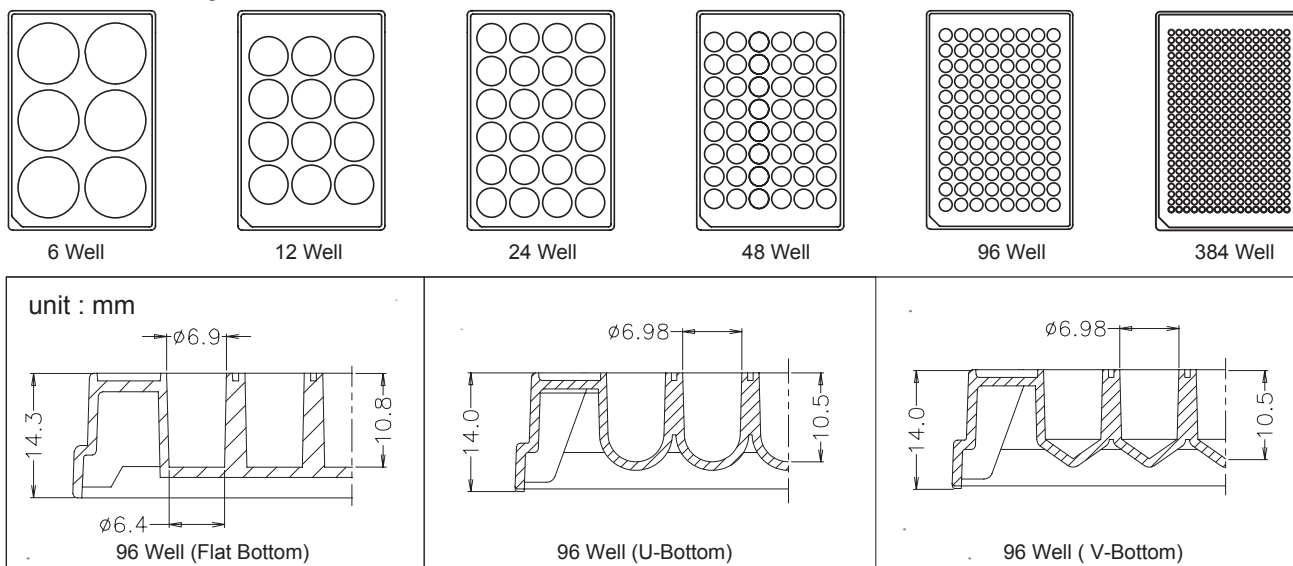 6 Well
12 Well
24 Well
48 Well
96 Well
384 Well
unit : mm
ø6.9
14.3
10.8
ø6.4
96 Well (Flat Bottom)
ø6.98
14.0
10.5
96 Well (U-Bottom)
ø6.98
14.0
10.5
96 Well ( V-Bottom)